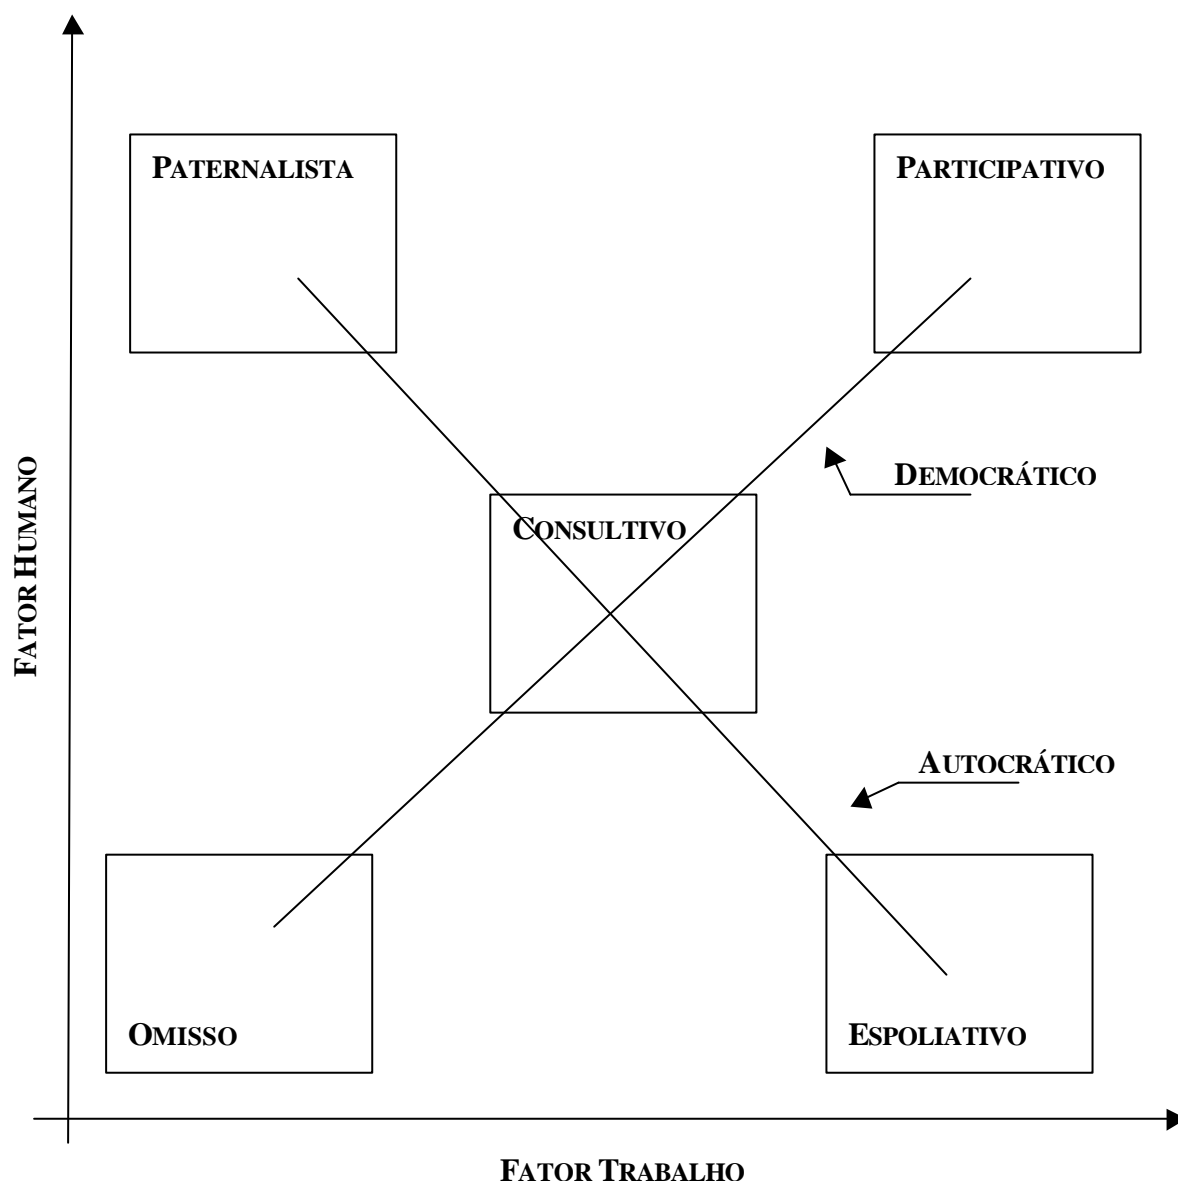 PATERNALISTA
PARTICIPATIVO
DEMOCRÁTICO
CONSULTIVO
FATOR HUMANO
AUTOCRÁTICO
OMISSO
ESPOLIATIVO
FATOR TRABALHO